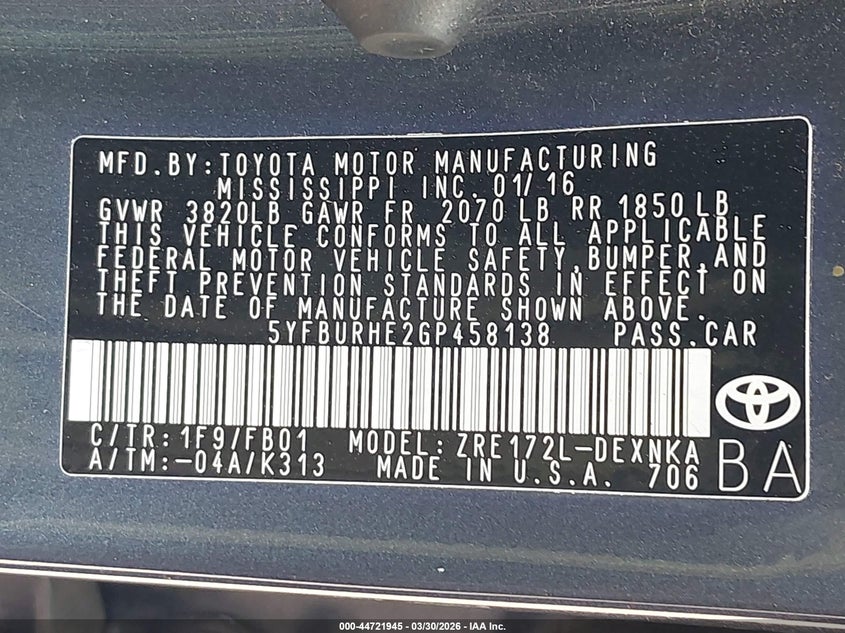 MFD.BY:TOYOTA MOTOR MANUFACTURING
MISSISSIPPI INC. 01/16
GVWR 3820LB GAWR FR 2070 LB RR 1850LB
THIS VEHICLE CONFORMS TO ALL APPLICABLE
FEDERAL MOTOR VEHICLE SAFETY,BUMPER,AND
THEFT PREVENTION STANDARDS IN EFFECT ON
THE DATE OF MANUFACTURE SHOWN ABOVE.
5YFBURHE2GP458138 PASS.CAR
C/TR:1F9/FB01 MODEL:ZRE172L-DEXNKA
A/TM:-04A/K313 MADE IN U.S.A. 706
BA
000-44721945 - 03/30/2026 - IAA Inc.